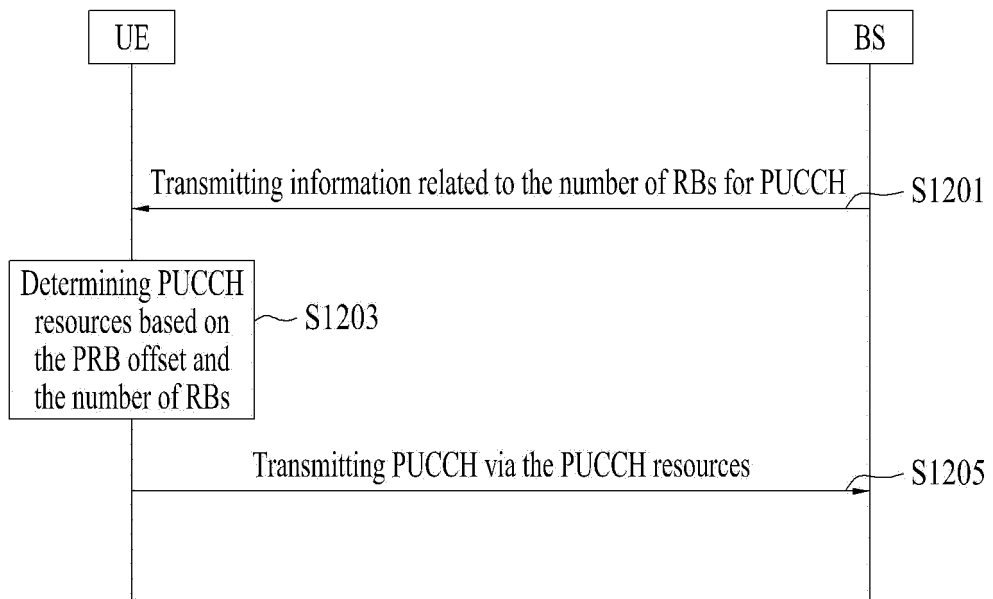 UE
BS
Transmitting information related to the number of RBs for PUCCH
S1201
Determining PUCCH
resources based on
the PRB offset and
the number of RBs
S1203
Transmitting PUCCH via the PUCCH resources
S1205